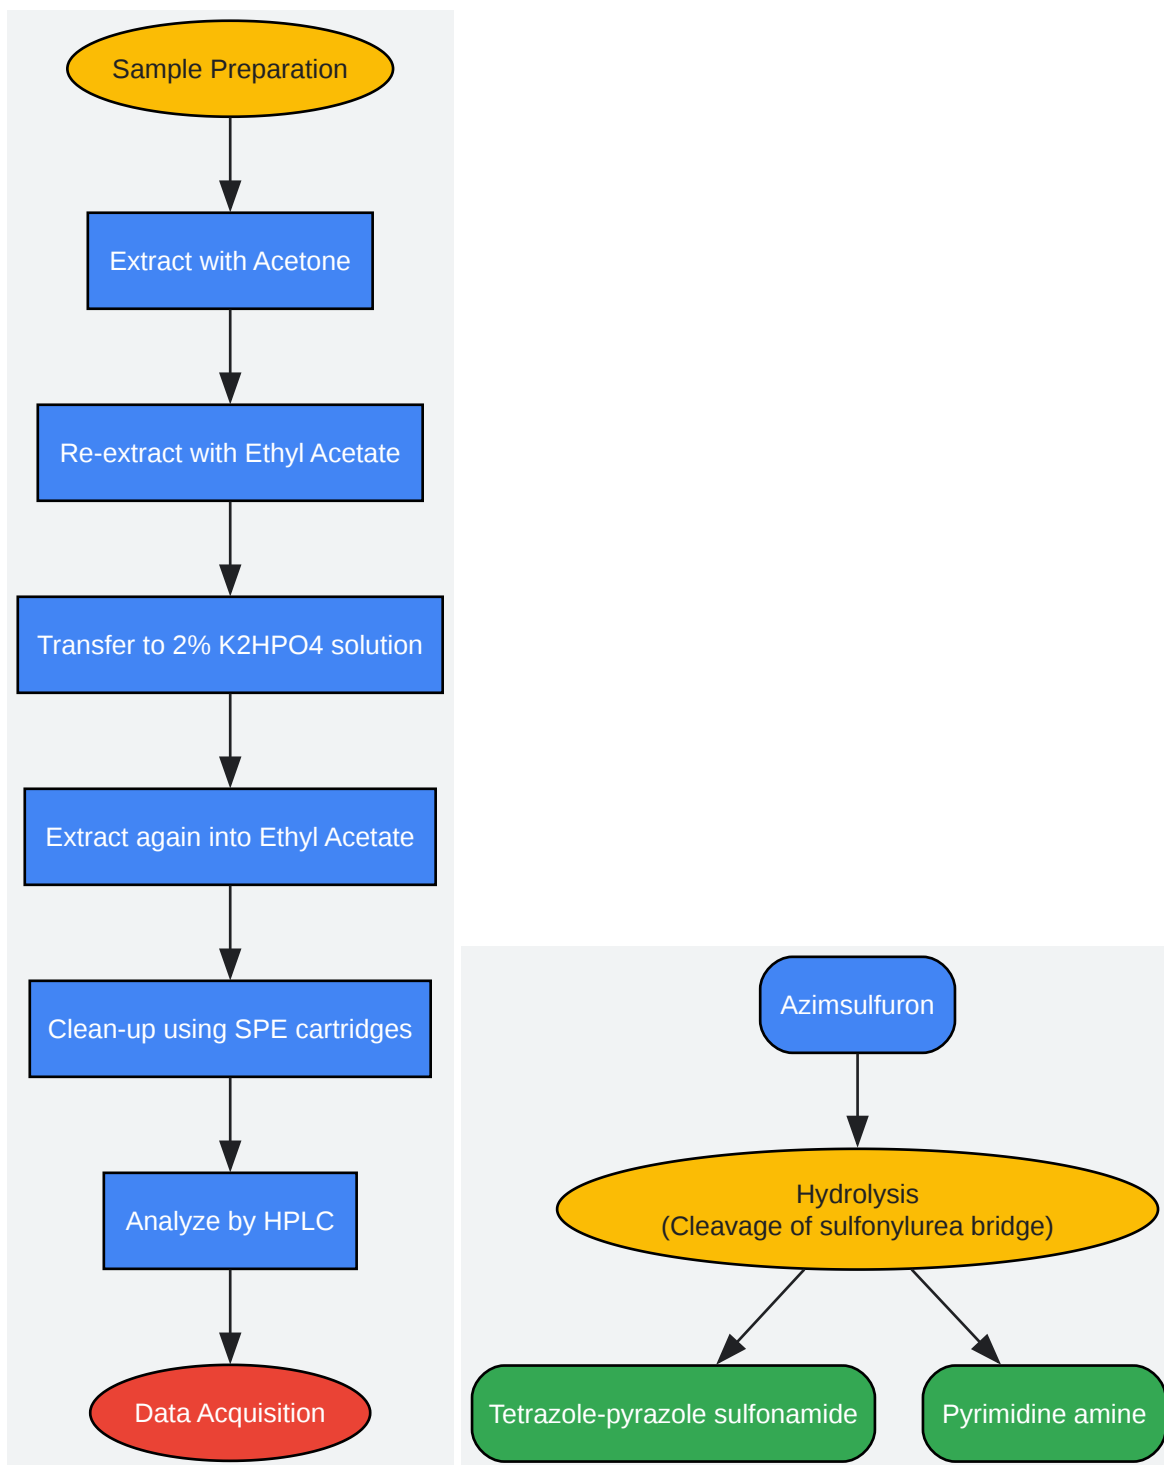 Sample Preparation
Extract with Acetone
Re-extract with Ethyl Acetate
Transfer to 2% K2HPO4 solution
Extract again into Ethyl Acetate
Clean-up using SPE cartridges
Analyze by HPLC
Data Acquisition
Azimsulfuron
Hydrolysis
(Cleavage of sulfonylurea bridge)
Tetrazole-pyrazole sulfonamide
Pyrimidine amine